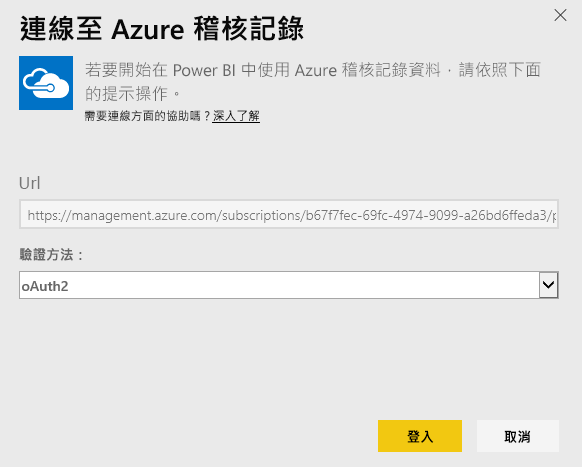 連線至 Azure 稽核記錄
若要開始在 Power BI 中使用 Azure 稽核記錄資料，請依照下面
的提示操作。
需要連線方面的協助嗎？深入了解
Url
https://management.azure.com/subscriptions/b67f7fec-69fc-4974-9099-a26bd6ffeda3/p
驗證方法：
oAuth2
登入
取消